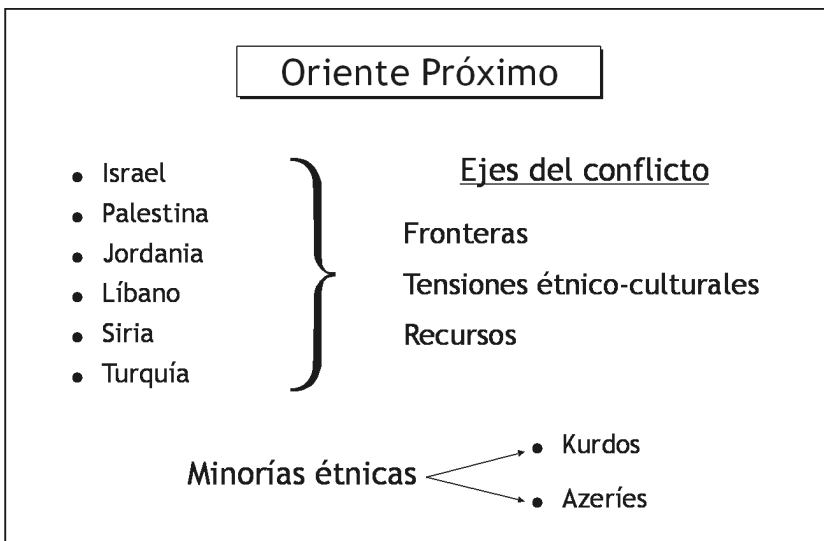 Oriente Próximo
• Israel
• Palestina
• Jordania
• Líbano
• Siria
• Turquía
Ejes del conflicto
Fronteras
Tensiones étnico-culturales
Recursos
Minorías étnicas
• Kurdos
• Azeríes